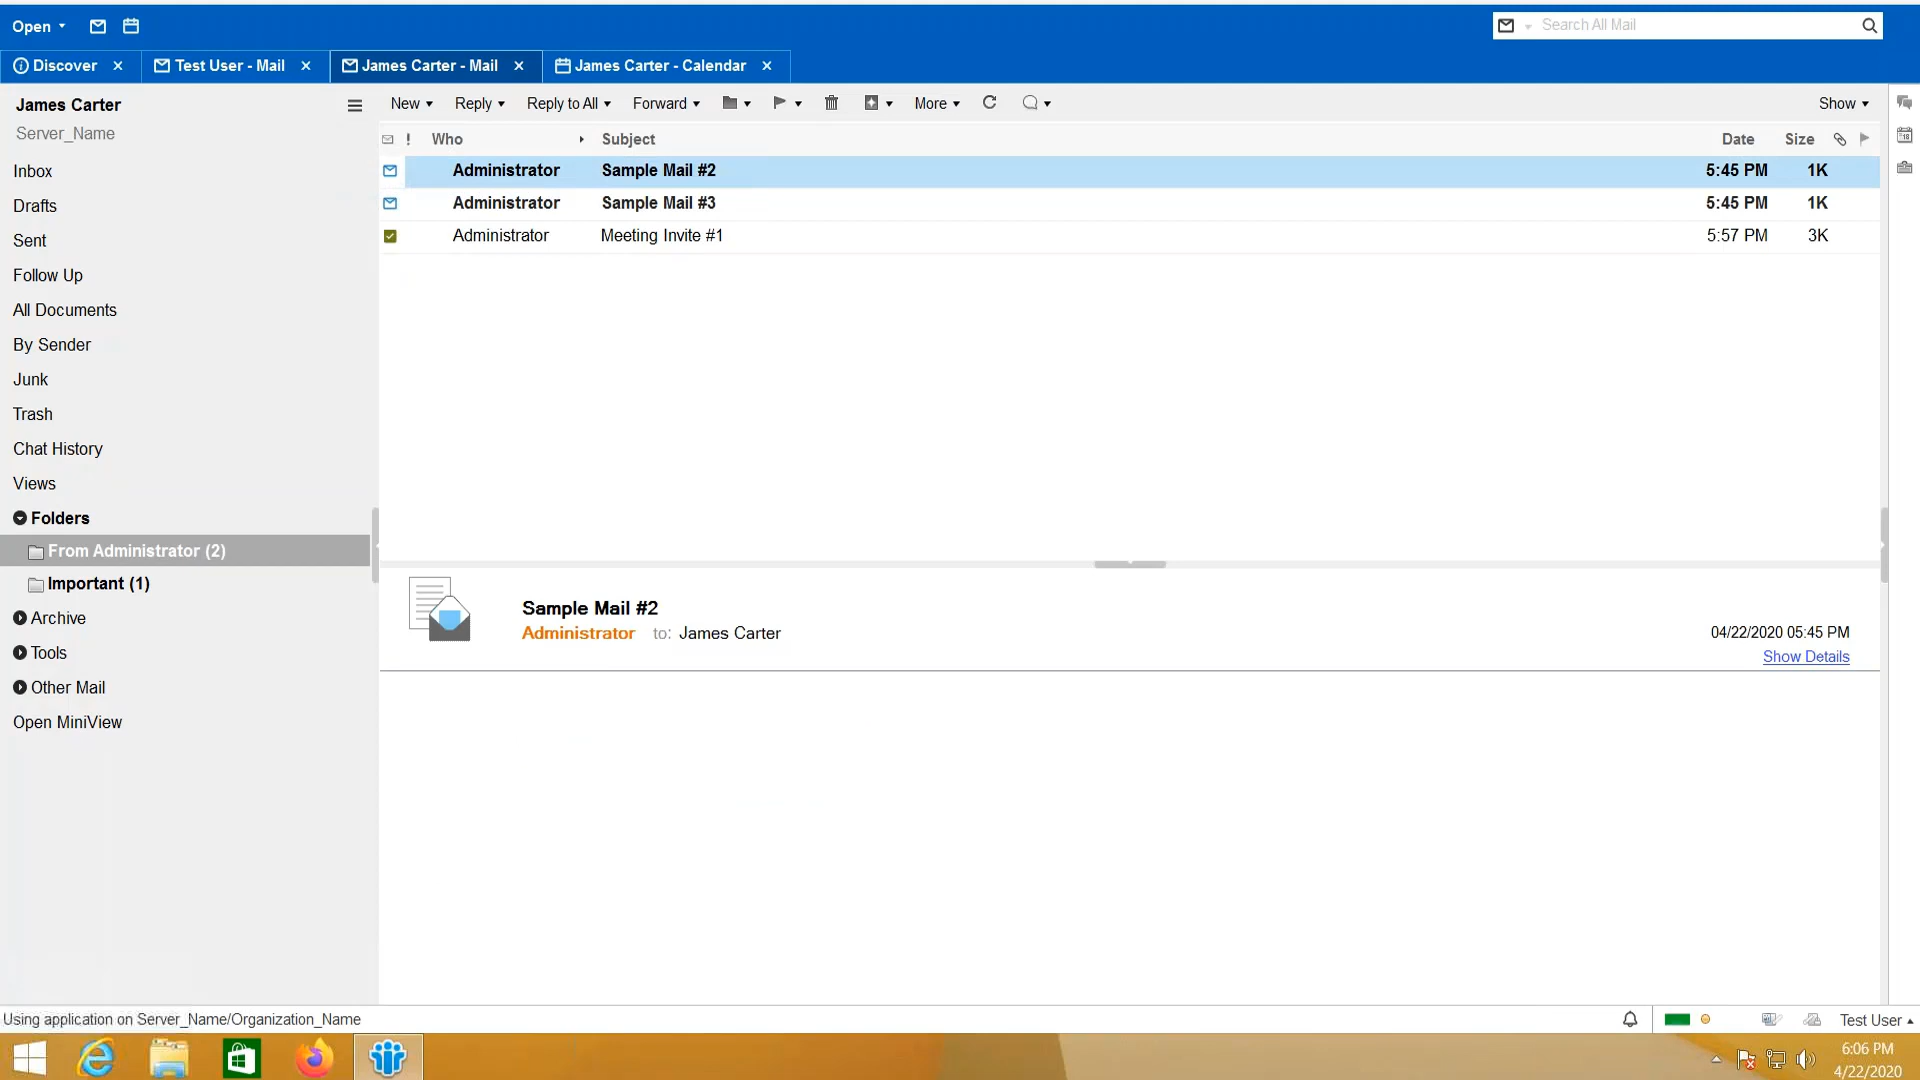 Open
Search All Mail
Discover
Test User - Mail
James Carter - Mail
James Carter - Calendar
James Carter
Server_Name
New
Reply
Reply to All
Forward
More
Show
! Who Subject Date Size
Administrator Sample Mail #2 5:45 PM 1K
Administrator Sample Mail #3 5:45 PM 1K
Administrator Meeting Invite #1 5:57 PM 3K
Inbox
Drafts
Sent
Follow Up
All Documents
By Sender
Junk
Trash
Chat History
Views
Folders
From Administrator (2)
Important (1)
Archive
Tools
Other Mail
Open MiniView
Sample Mail #2
Administrator to: James Carter
04/22/2020 05:45 PM
Show Details
Using application on Server_Name/Organization_Name
Test User
6:06 PM
4/22/2020